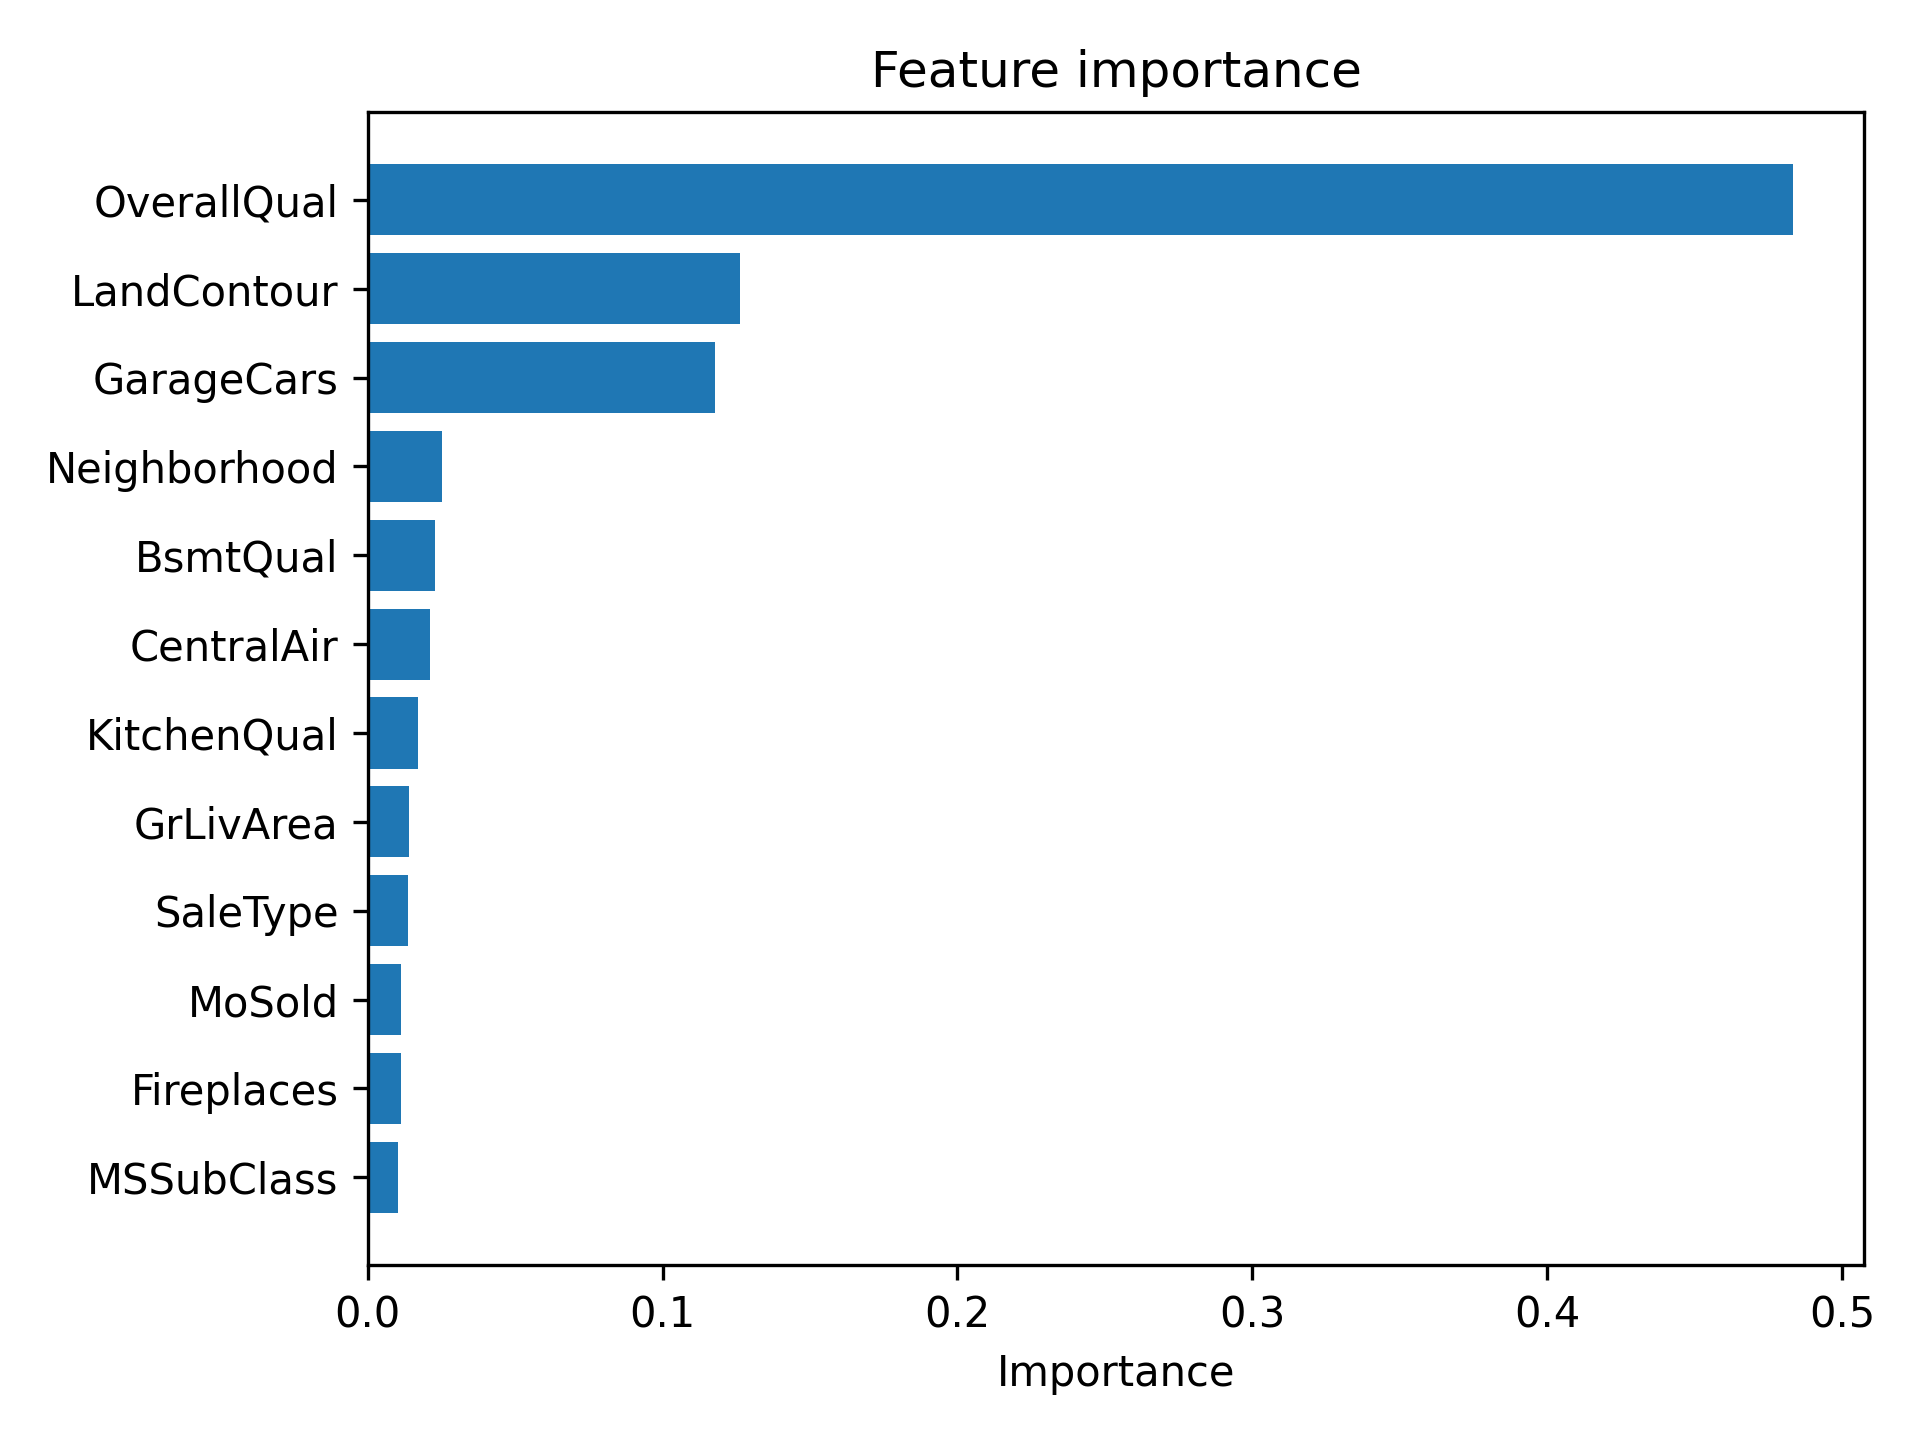 Feature importance
OverallQual
LandContour
GarageCars
Neighborhood
BsmtQual
CentralAir
KitchenQual
GrLivArea
SaleType
MoSold
Fireplaces
MSSubClass
0.0 0.1 0.2 0.3 0.4 0.5
Importance